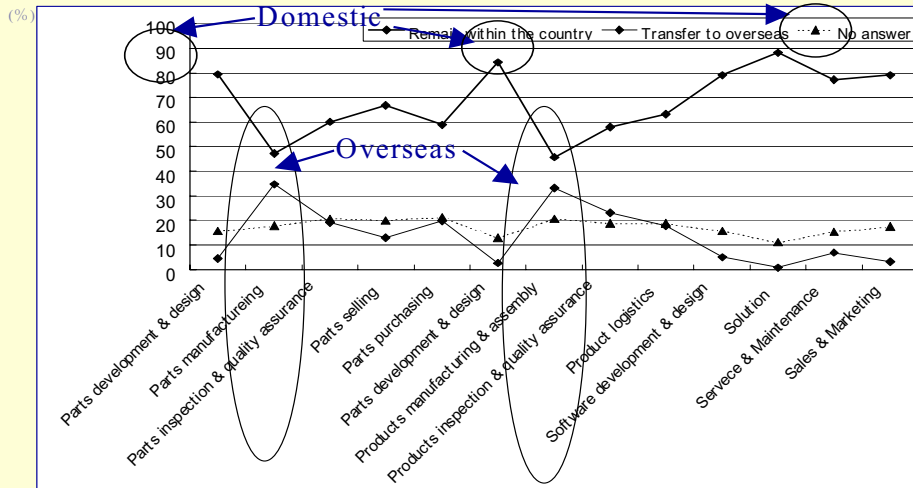 (%)
Domestic
Remain within the country
Transfer to overseas
No answer
100
90
80
70
60
50
40
30
20
10
0
Overseas
Parts development & design
Parts manufactureing
Parts inspection & quality assurance
Parts selling
Parts purchasing
Parts development & design
Products manufacturing & assembly
Products inspection & quality assurance
Product logistics
Software development & design
Solution
Servece & Maintenance
Sales & Marketing